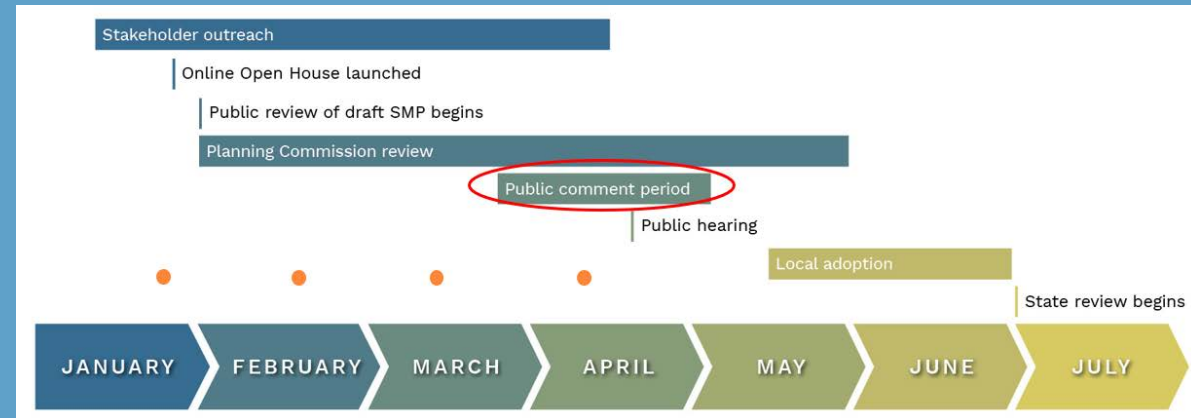 Stakeholder outreach
Online Open House launched
Public review of draft SMP begins
Planning Commission review
Public comment period
Public hearing
Local adoption
State review begins
JANUARY
FEBRUARY
MARCH
APRIL
MAY
JUNE
JULY